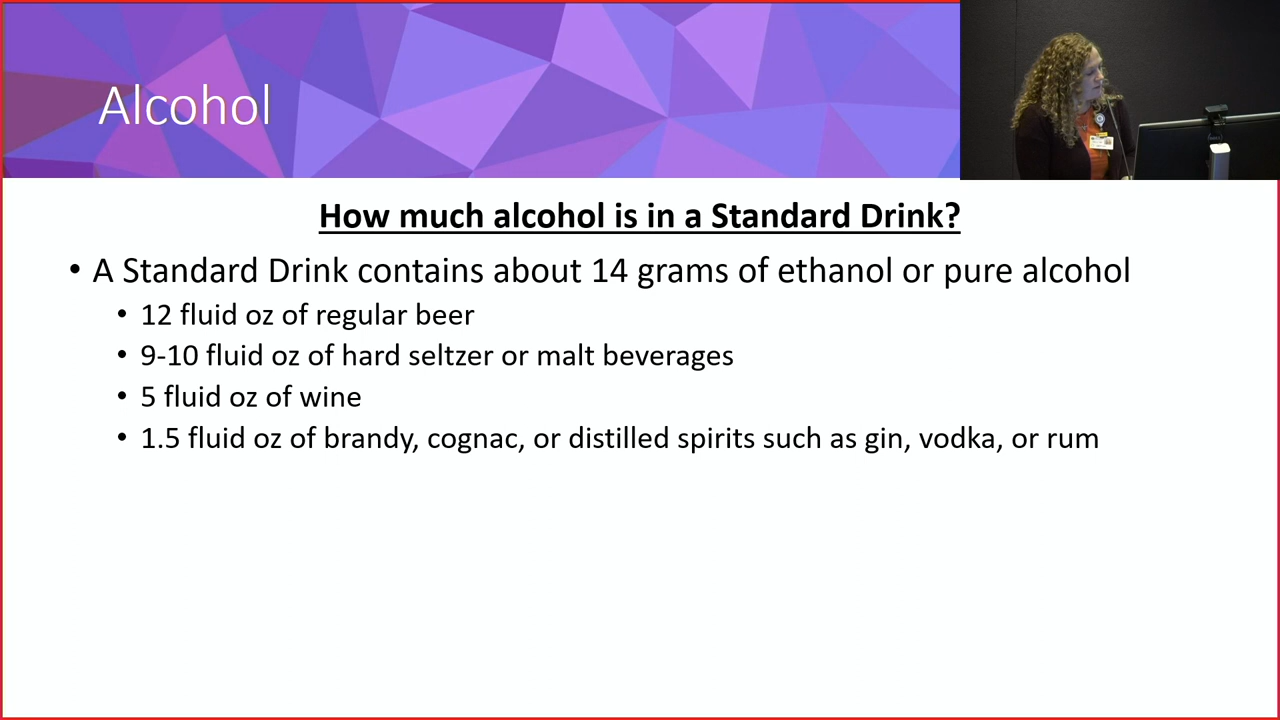 Alcohol
How much alcohol is in a Standard Drink?
• A Standard Drink contains about 14 grams of ethanol or pure alcohol
• 12 fluid oz of regular beer
• 9-10 fluid oz of hard seltzer or malt beverages
• 5 fluid oz of wine
• 1.5 fluid oz of brandy, cognac, or distilled spirits such as gin, vodka, or rum